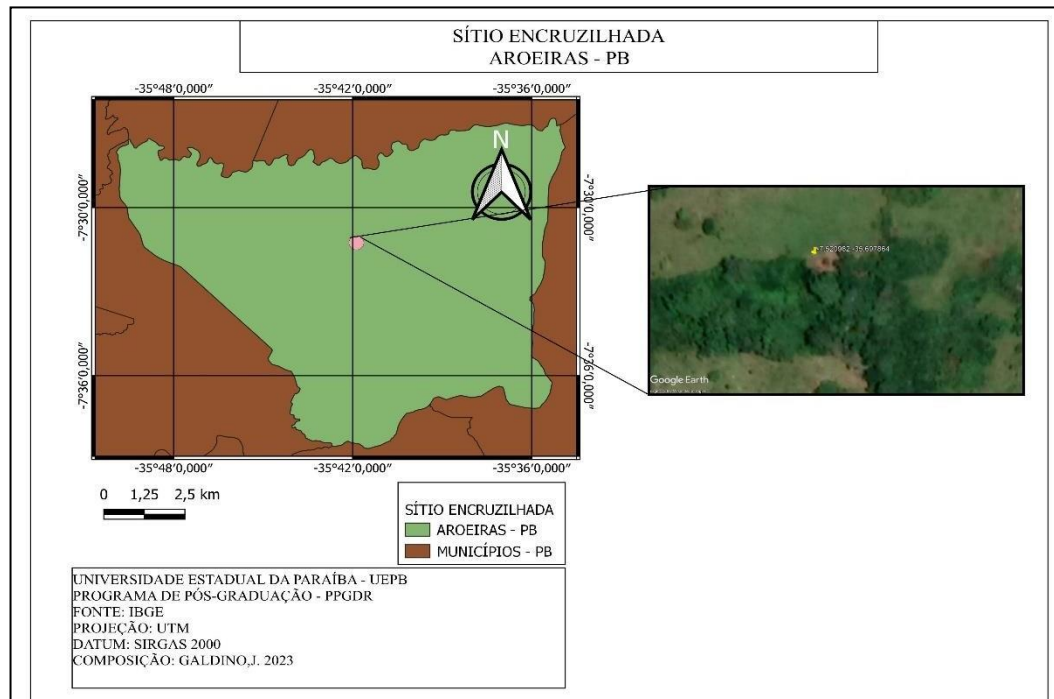 SÍTIO ENCRUZILHADA
AROEIRAS - PB
-35°48'0,000" -35°42'0,000" -35°36'0,000"
N
-7°30'0,000" -7°30'0,000"
-7°36'0,000" -7°36'0,000"
-35°48'0,000" -35°42'0,000" -35°36'0,000"
Google Earth
0 1,25 2,5 km
SÍTIO ENCRUZILHADA
AROEIRAS - PB
MUNICÍPIOS - PB
UNIVERSIDADE ESTADUAL DA PARAÍBA - UEPB
PROGRAMA DE PÓS-GRADUAÇÃO - PPGDR
FONTE: IBGE
PROJEÇÃO: UTM
DATUM: SIRGAS 2000
COMPOSIÇÃO: GALDINO,J. 2023